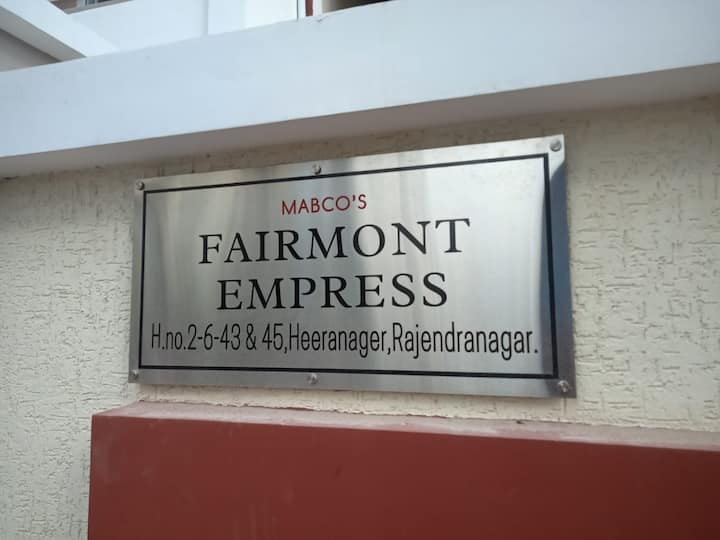 MABCO'S
FAIRMONT
EMPRESS
H.no.2-6-43 & 45,Heeranager,Rajendranagar.